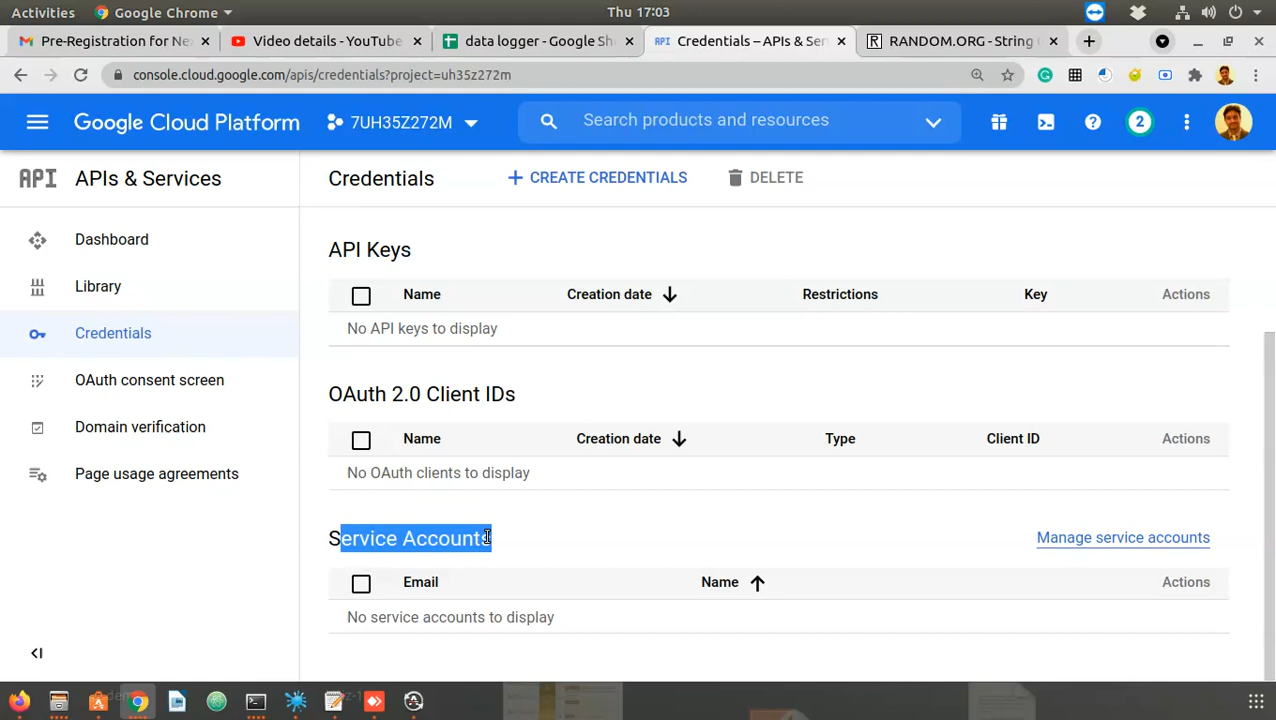 Activities
Google Chrome
Thu 17:03
Pre-Registration for Ne
Video details - YouTube
data logger - Google She
API
Credentials – APIs & Ser
R
RANDOM.ORG - String G
console.cloud.google.com/apis/credentials?project=uh35z272m
Google Cloud Platform
7UH35Z272M
Search products and resources
2
API
APIs & Services
Credentials
CREATE CREDENTIALS
DELETE
Dashboard
Library
Credentials
OAuth consent screen
Domain verification
Page usage agreements
API Keys
Name
Creation date
Restrictions
Key
Actions
No API keys to display
OAuth 2.0 Client IDs
Name
Creation date
Type
Client ID
Actions
No OAuth clients to display
Service Accounts
Manage service accounts
Email
Name
Actions
No service accounts to display